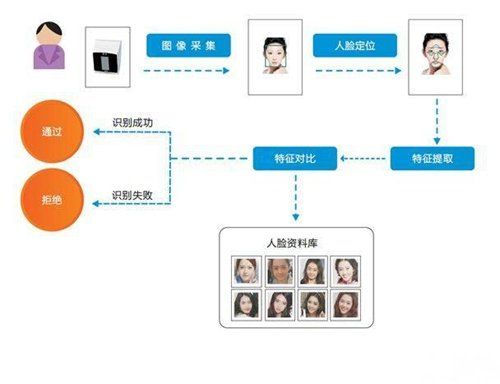 图像采集
人脸定位
通过
识别成功
特征对比
特征提取
拒绝
识别失败
人脸资料库